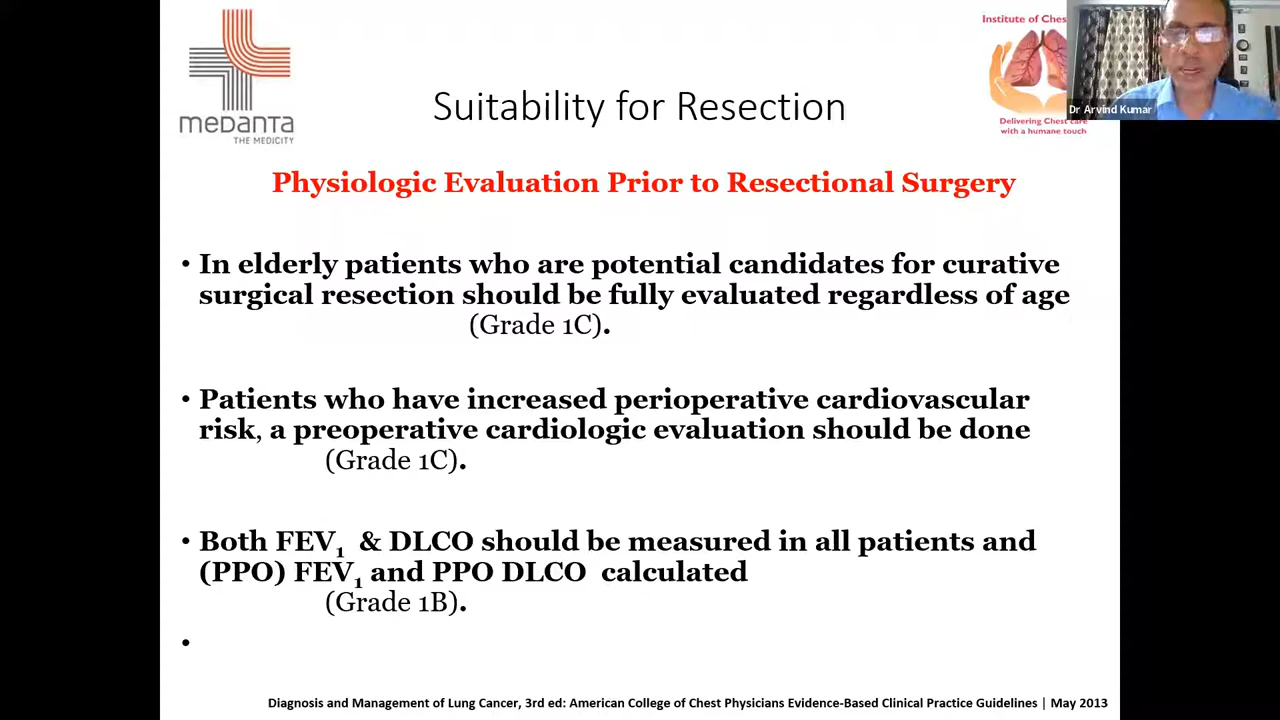 meDanTa
THE MEDICITY
Institute of Chest
Delivering Chest care
with a humane touch
Dr Arvind Kumar
Suitability for Resection
Physiologic Evaluation Prior to Resectional Surgery
• In elderly patients who are potential candidates for curative
surgical resection should be fully evaluated regardless of age
(Grade 1C).
• Patients who have increased perioperative cardiovascular
risk, a preoperative cardiologic evaluation should be done
(Grade 1C).
• Both FEV₁ & DLCO should be measured in all patients and
(PPO) FEV₁ and PPO DLCO calculated
(Grade 1B).
•
Diagnosis and Management of Lung Cancer, 3rd ed: American College of Chest Physicians Evidence-Based Clinical Practice Guidelines | May 2013